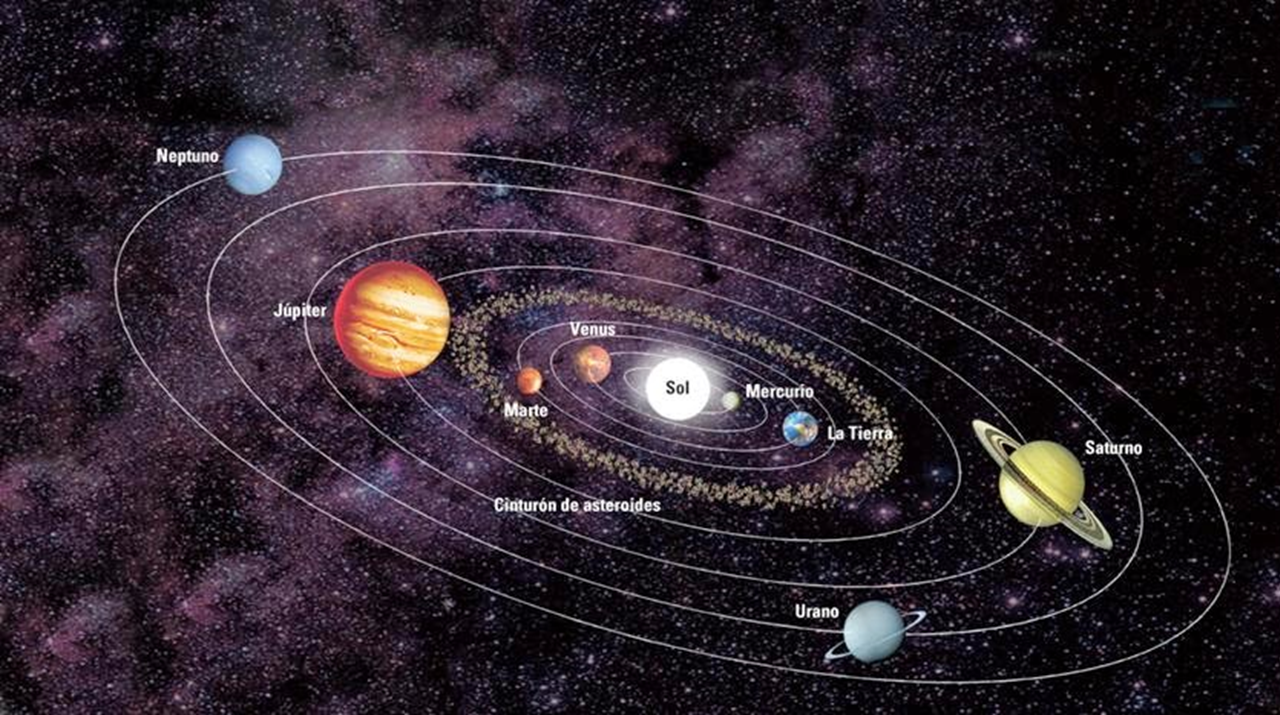 Neptuno
Júpiter
Venus
Sol
Mercurio
Marte
La Tierra
Saturno
Cinturón de asteroides
Urano